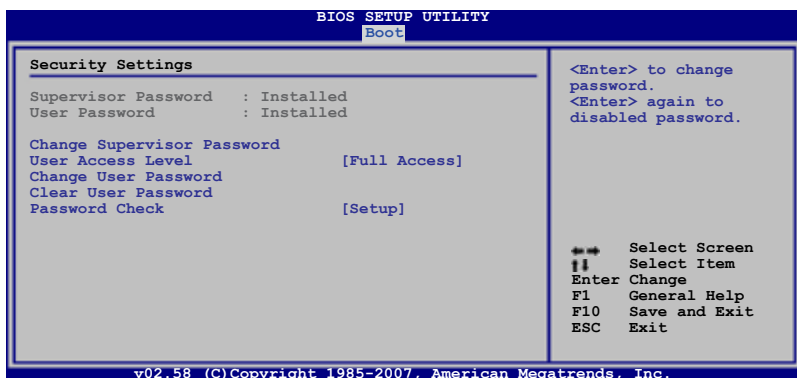 BIOS SETUP UTILITY
Boot
Security Settings
Supervisor Password : Installed
User Password : Installed
Change Supervisor Password
User Access Level [Full Access]
Change User Password
Clear User Password
Password Check [Setup]
<Enter> to change
password.
<Enter> again to
disabled password.
Select Screen
Select Item
Enter Change
F1 General Help
F10 Save and Exit
ESC Exit
v02.58 (C)Copyright 1985-2007, American Megatrends, Inc.